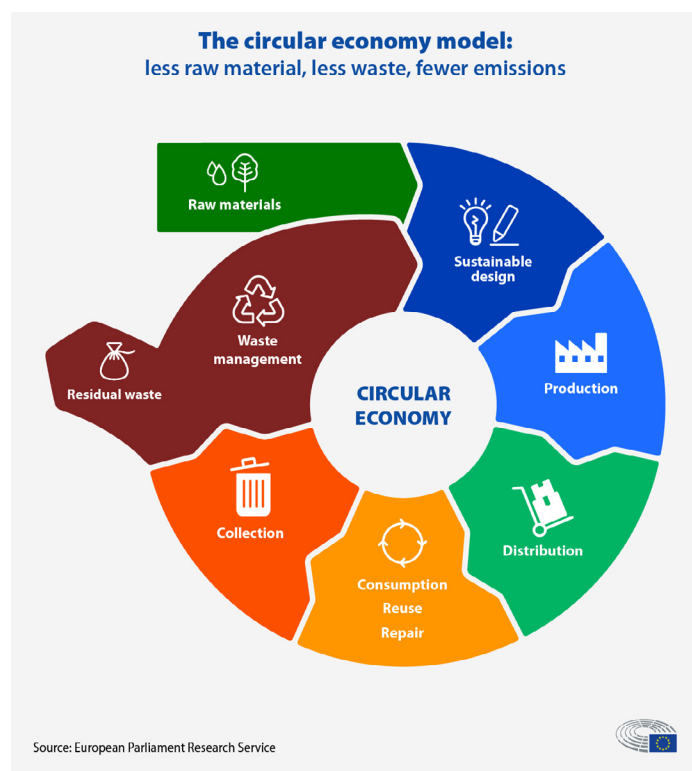 The circular economy model:
less raw material, less waste, fewer emissions
Raw materials
Sustainable
design
Waste
management
Production
Residual waste
CIRCULAR
ECONOMY
Collection
Distribution
Consumption
Reuse
Repair
Source: European Parliament Research Service